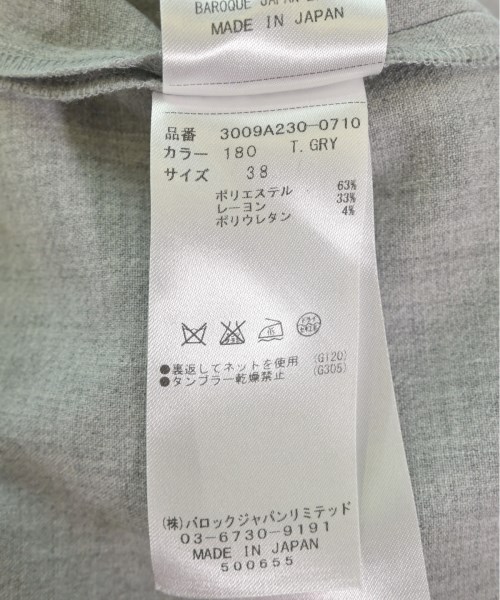 BAROQUE JAPAN
MADE IN JAPAN
品番 3009A230-0710
カラー 180 T.GRY
サイズ 38
ポリエステル 63%
レーヨン 33%
ポリウレタン 4%
●裏返してネットを使用 (G120)
●タンブラー乾燥禁止 (G305)
(株)バロックジャパンリミテッド
03-6730-9191
MADE IN JAPAN
500655